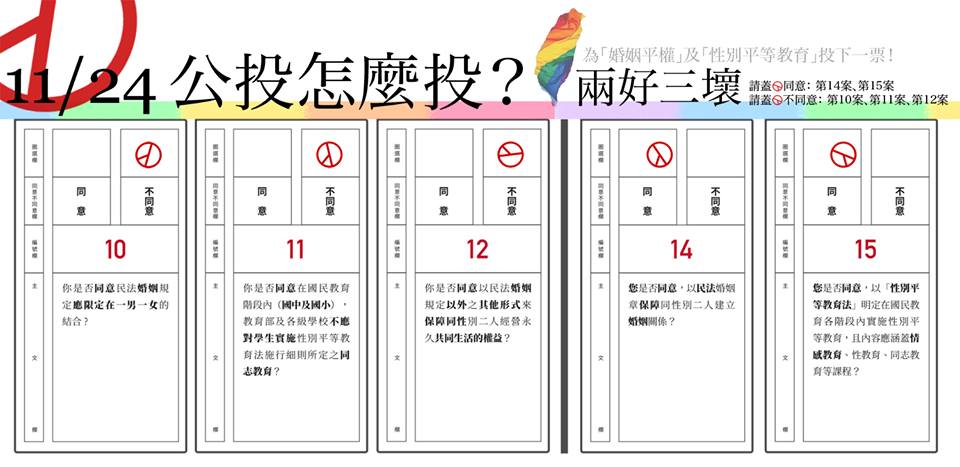 11/24 公投怎麼投？
為「婚姻平權」及「性別平等教育」投下一票！
兩好三壞
請蓋同意：第14案、第15案
請蓋不同意：第10案、第11案、第12案
圈選欄
同意不同意欄
同意
不同意
編號欄
10
主文欄
你是否同意民法婚姻規
定應限定在一男一女的
結合？
圈選欄
同意不同意欄
同意
不同意
編號欄
11
主文欄
你是否同意在國民教育
階段內（國中及國小），
教育部及各級學校不應
對學生實施性別平等教
育法施行細則所定之同
志教育？
圈選欄
同意不同意欄
同意
不同意
編號欄
12
主文欄
你是否同意以民法婚姻
規定以外之其他形式來
保障同性別二人經營永
久共同生活的權益？
圈選欄
同意不同意欄
同意
不同意
編號欄
14
主文欄
您是否同意，以民法婚姻
章保障同性別二人建立
婚姻關係？
圈選欄
同意不同意欄
同意
不同意
編號欄
15
主文欄
您是否同意，以「性別平
等教育法」明定在國民教
育各階段內實施性別平
等教育，且內容應涵蓋情
感教育、性教育、同志教
育等課程？